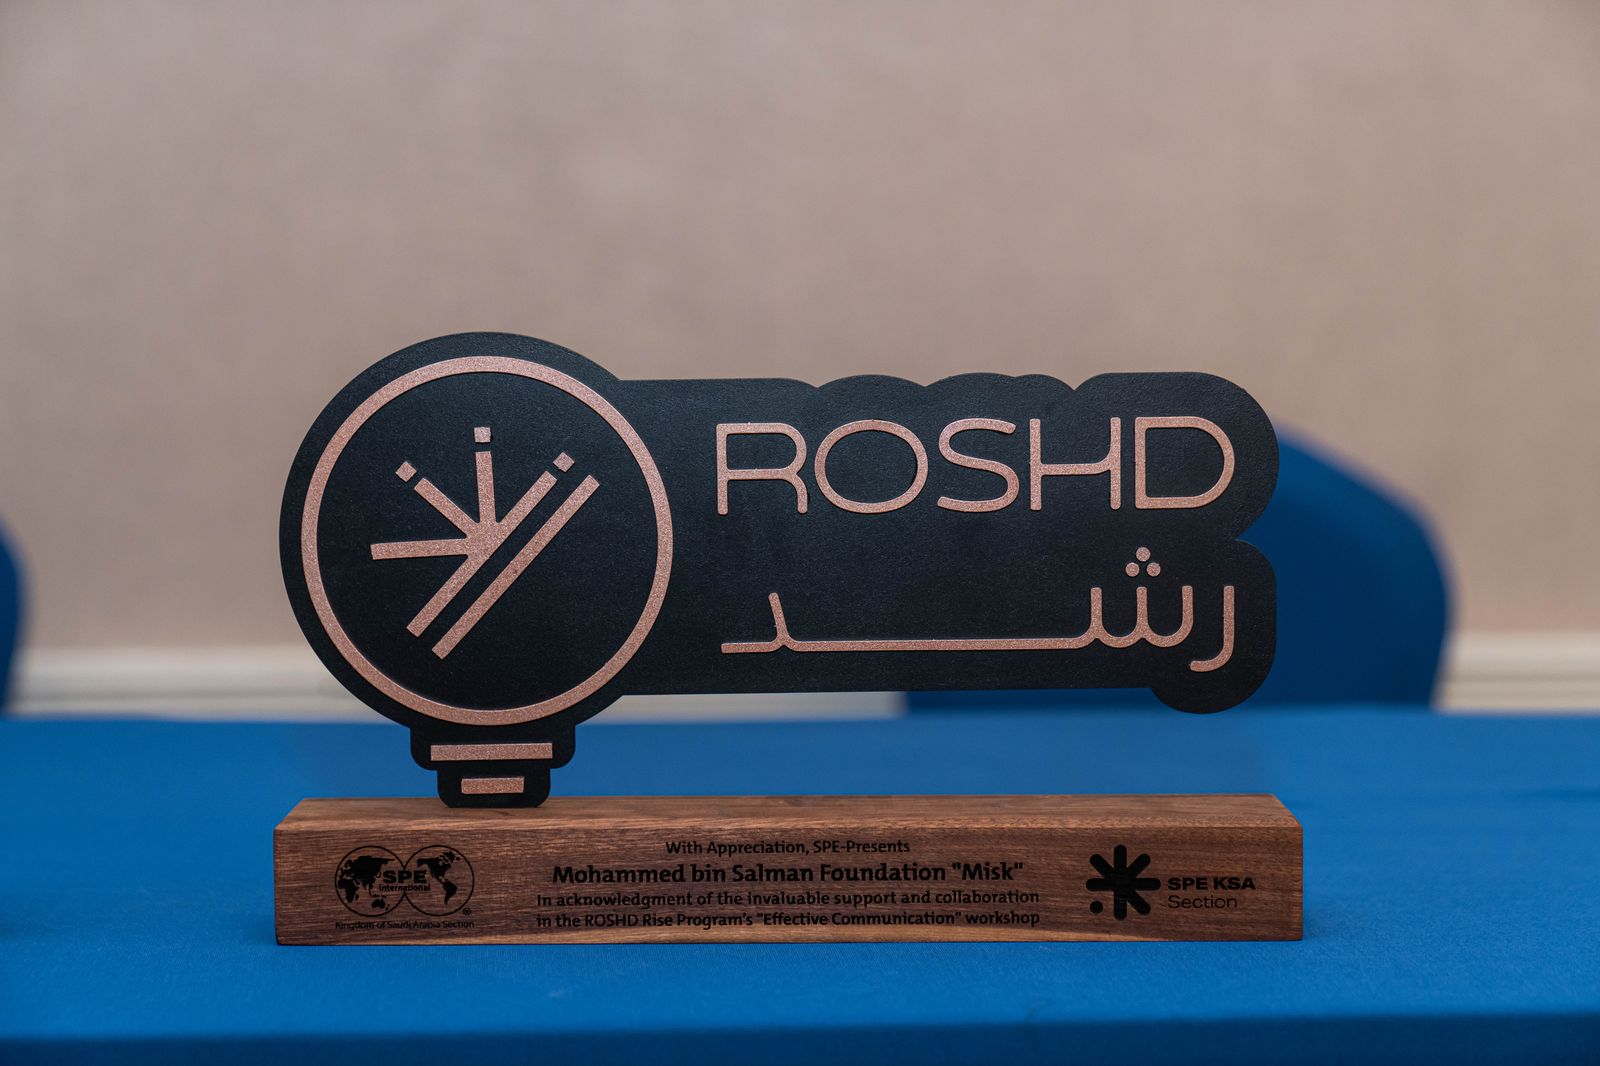 ROSHD
رشد
With Appreciation, SPE-Presents
Mohammed bin Salman Foundation "Misk"
in acknowledgment of the invaluable support and collaboration
in the ROSHD Rise Program's "Effective Communication" workshop
SPE
International
®
Kingdom of Saudi Arabia Section
SPE KSA
Section